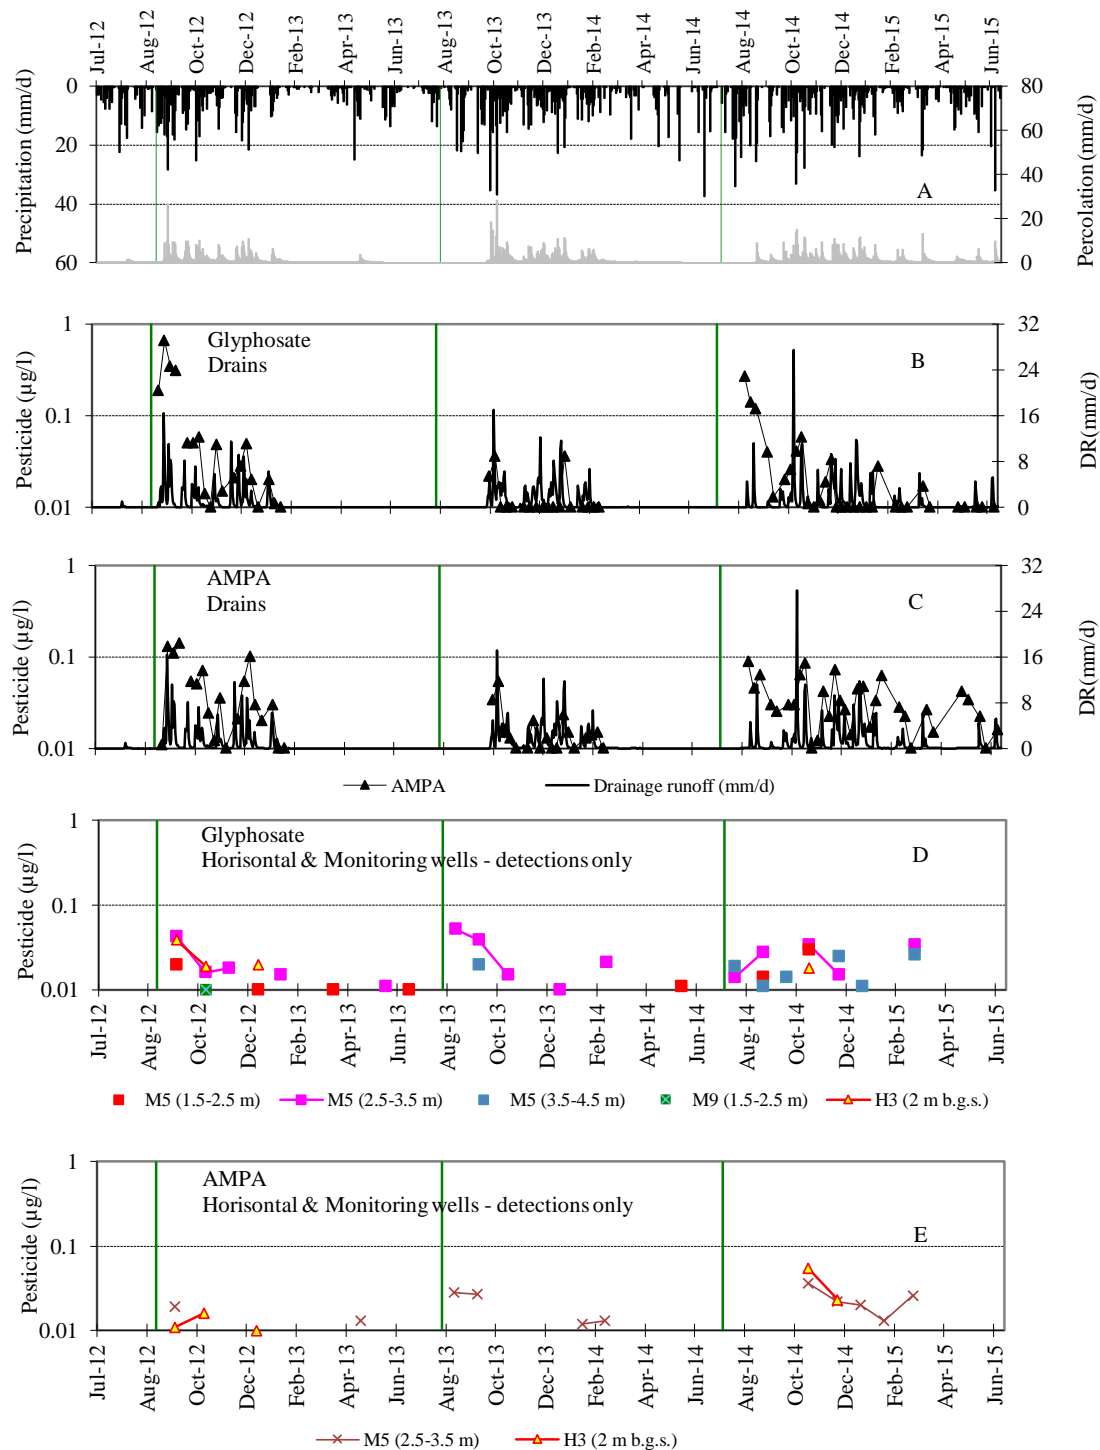 Jul-12 Aug-12 Oct-12 Dec-12 Feb-13 Apr-13 Jun-13 Aug-13 Oct-13 Dec-13 Feb-14 Apr-14 Jun-14 Aug-14 Oct-14 Dec-14 Feb-15 Apr-15 Jun-15
Precipitation (mm/d)
0
20
40
60
A
80
60
40
20
0
Percolation (mm/d)
Pesticide (µg/l)
1
0.1
0.01
Glyphosate
Drains
B
32
24
16
8
0
DR(mm/d)
Pesticide (µg/l)
1
0.1
0.01
AMPA
Drains
C
32
24
16
8
0
DR(mm/d)
AMPA Drainage runoff (mm/d)
Pesticide (µg/l)
1
0.1
0.01
Glyphosate
Horisontal & Monitoring wells - detections only
D
Jul-12 Aug-12 Oct-12 Dec-12 Feb-13 Apr-13 Jun-13 Aug-13 Oct-13 Dec-13 Feb-14 Apr-14 Jun-14 Aug-14 Oct-14 Dec-14 Feb-15 Apr-15 Jun-15
M5 (1.5-2.5 m) M5 (2.5-3.5 m) M5 (3.5-4.5 m) M9 (1.5-2.5 m) H3 (2 m b.g.s.)
Pesticide (µg/l)
1
0.1
0.01
AMPA
Horisontal & Monitoring wells - detections only
E
Jul-12 Aug-12 Oct-12 Dec-12 Feb-13 Apr-13 Jun-13 Aug-13 Oct-13 Dec-13 Feb-14 Apr-14 Jun-14 Aug-14 Oct-14 Dec-14 Feb-15 Apr-15 Jun-15
M5 (2.5-3.5 m) H3 (2 m b.g.s.)